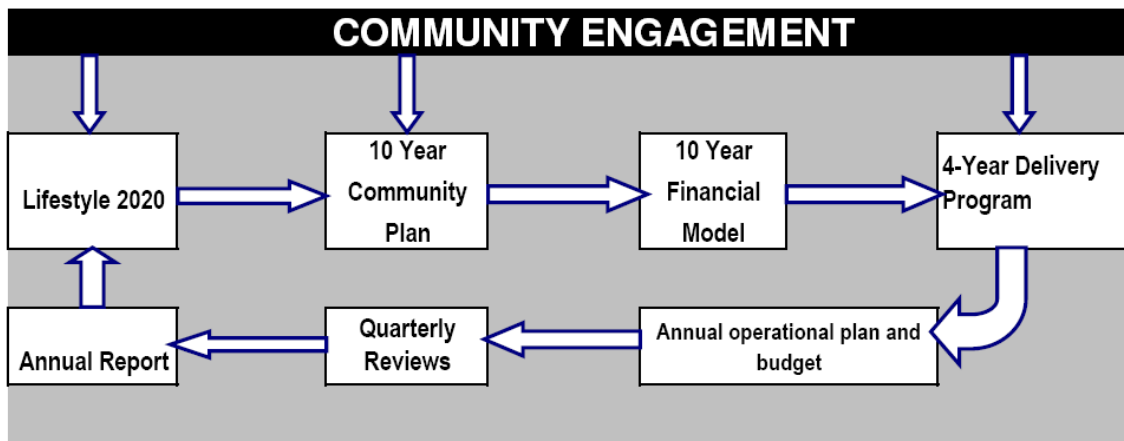 COMMUNITY ENGAGEMENT
Lifestyle 2020
10 Year
Community
Plan
10 Year
Financial
Model
4-Year Delivery
Program
Annual Report
Quarterly
Reviews
Annual operational plan and
budget